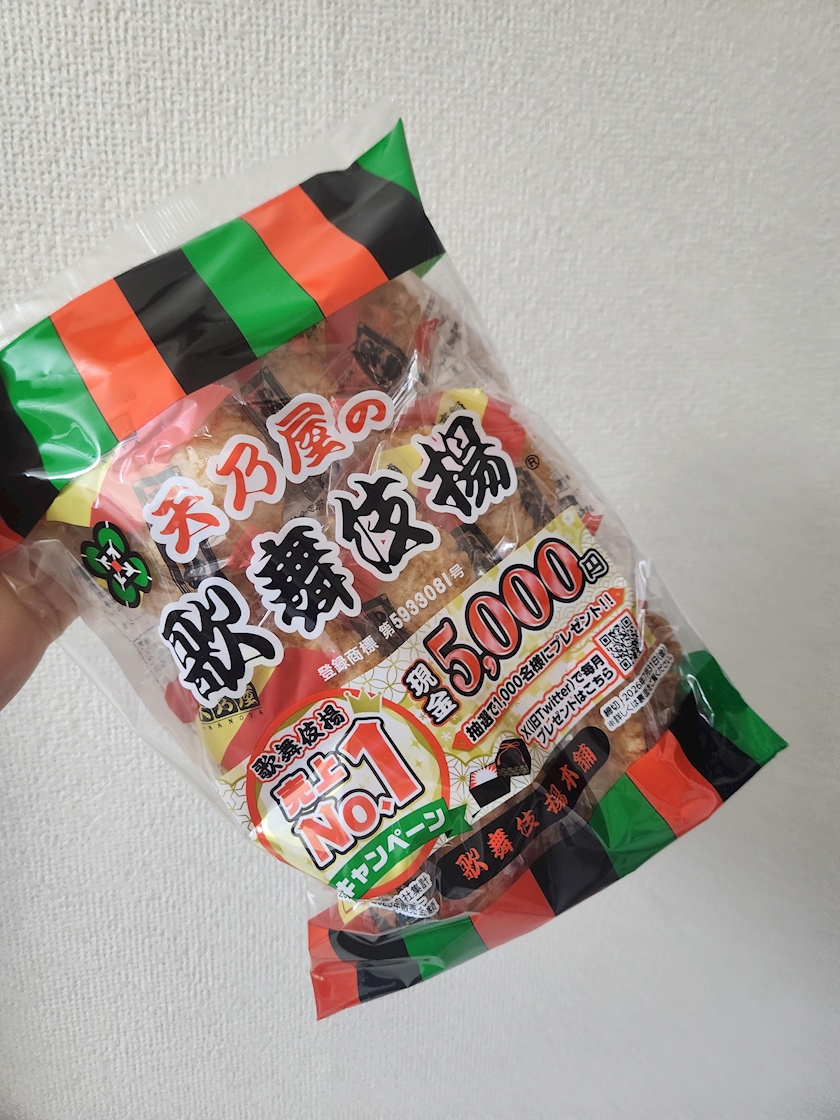 天乃屋の
歌舞伎揚
®
登録商標 第5933081号
現金5,000円
抽選で1,000名様にプレゼント!!
X(旧Twitter)で毎月
プレゼントはこちら
歌舞伎揚
売上
No.1
キャンペーン
歌舞伎揚本舗